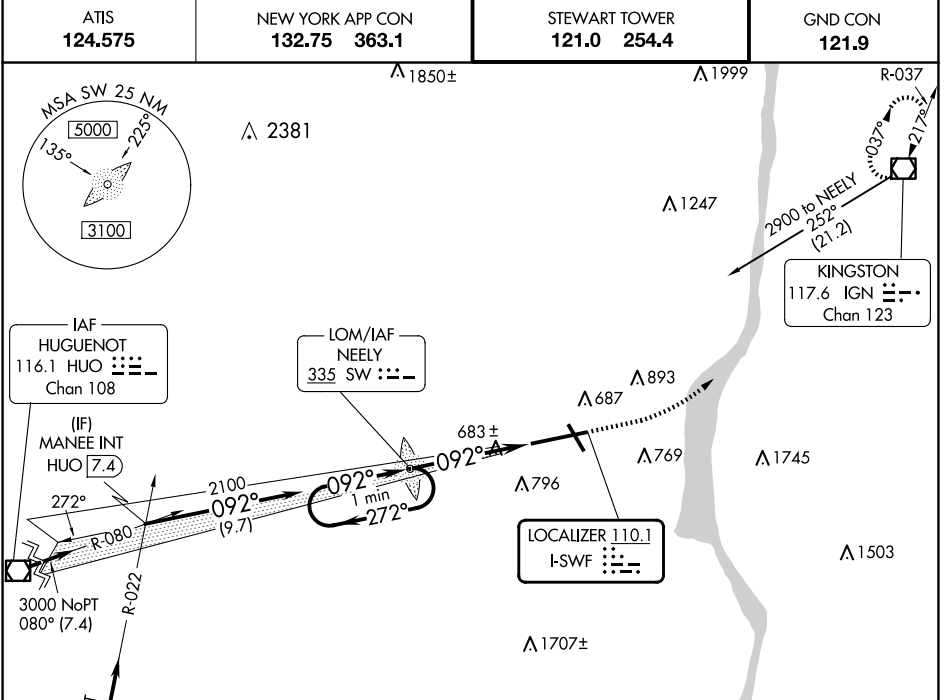 ATIS
124.575
NEW YORK APP CON
132.75 363.1
STEWART TOWER
121.0 254.4
GND CON
121.9
MSA SW 25 NM
5000
135°
225°
3100
1850±
2381
1999
1247
R-037
037°
217°
2900 to NEELY
252°
(21.2)
KINGSTON
117.6 IGN
Chan 123
IAF
HUGUENOT
116.1 HUO
Chan 108
LOM/IAF
NEELY
335 SW
(IF)
MANEE INT
HUO 7.4
893
687
683±
769
1745
796
272°
2100
092°
(9.7)
092°
1 min
272°
092°
R-080
R-022
3000 NoPT
080° (7.4)
LOCALIZER 110.1
I-SWF
1503
1707±